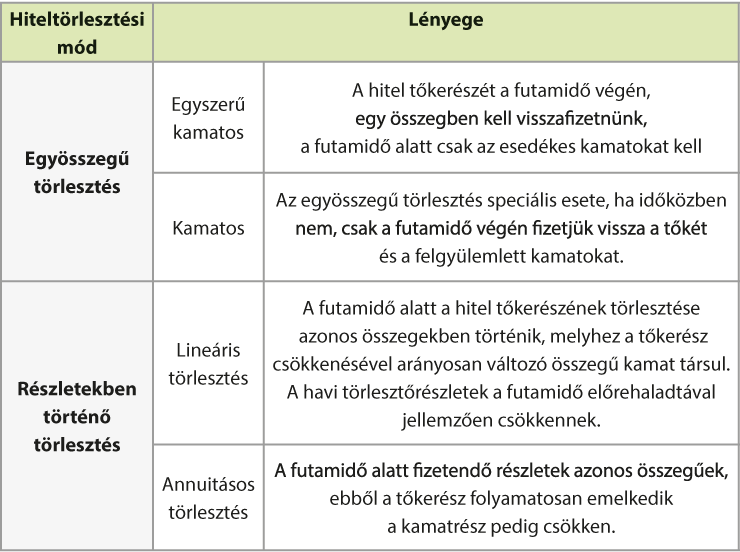 Hiteltörlesztési
mód
Lényege
Egyösszegű
törlesztés
Egyszerű
kamatos
A hitel tőkerészét a futamidő végén,
egy összegben kell visszafizetnünk,
a futamidő alatt csak az esedékes kamatokat kell
Kamatos
Az egyösszegű törlesztés speciális esete, ha időközben
nem, csak a futamidő végén fizetjük vissza a tőkét
és a felgyülemlett kamatokat.
Részletekben
történő
törlesztés
Lineáris
törlesztés
A futamidő alatt a hitel tőkerészének törlesztése
azonos összegekben történik, melyhez a tőkerész
csökkenésével arányosan változó összegű kamat társul.
A havi törlesztőrészletek a futamidő előrehaladtával
jellemzően csökkennek.
Annuitásos
törlesztés
A futamidő alatt fizetendő részletek azonos összegűek,
ebből a tőkerész folyamatosan emelkedik
a kamatrész pedig csökken.